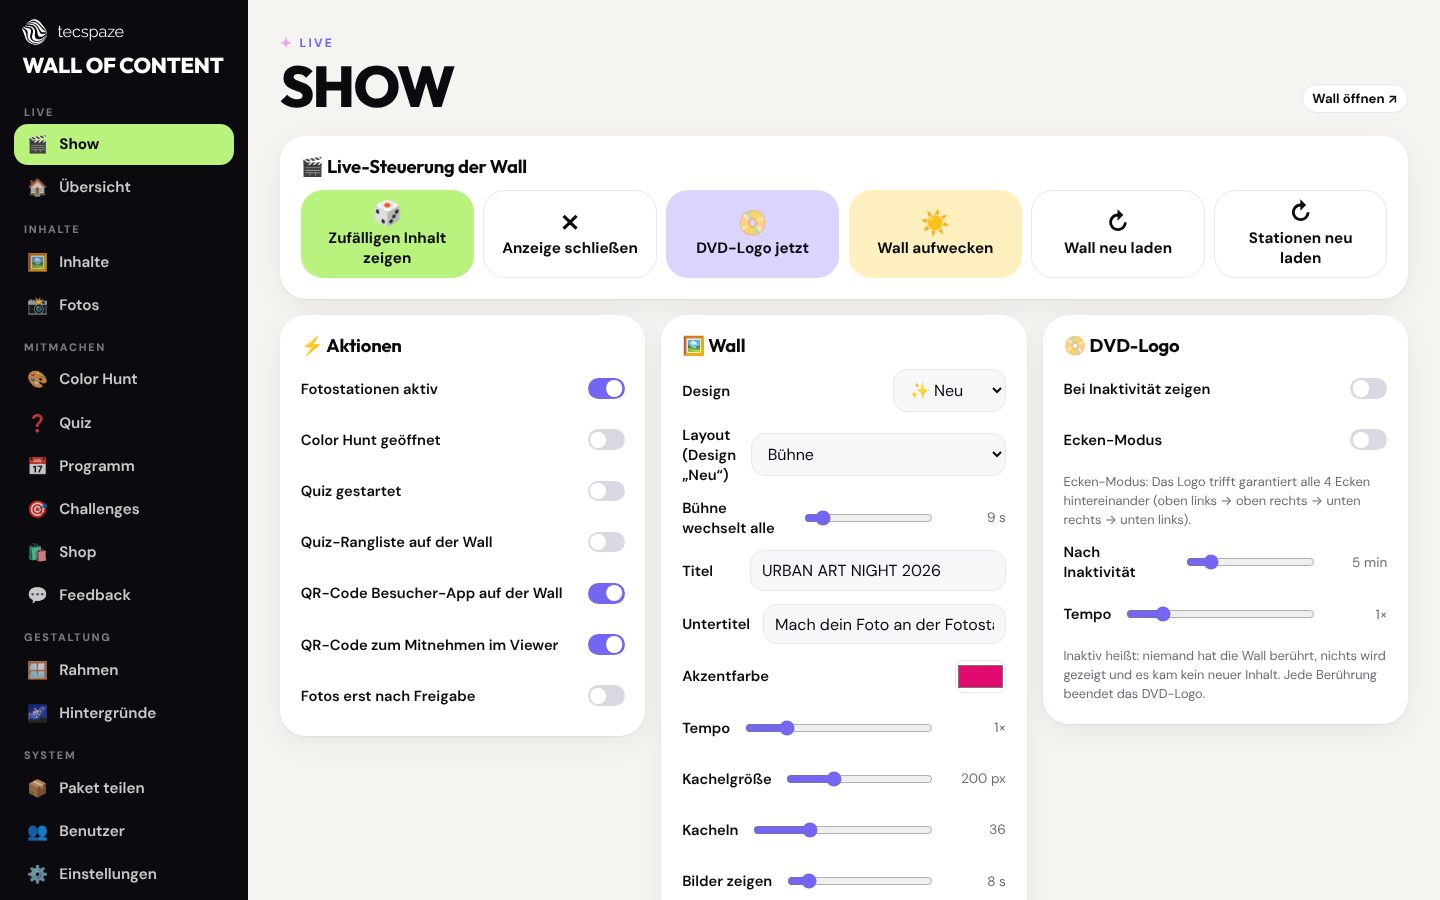 tecspaze
WALL OF CONTENT
LIVE
Show
Übersicht
INHALTE
Inhalte
Fotos
MITMACHEN
Color Hunt
Quiz
Programm
Challenges
Shop
Feedback
GESTALTUNG
Rahmen
Hintergründe
SYSTEM
Paket teilen
Benutzer
Einstellungen
LIVE
SHOW
Wall öffnen ↗
Live-Steuerung der Wall
Zufälligen Inhalt
zeigen
Anzeige schließen
DVD-Logo jetzt
Wall aufwecken
Wall neu laden
Stationen neu
laden
Aktionen
Fotostationen aktiv
Color Hunt geöffnet
Quiz gestartet
Quiz-Rangliste auf der Wall
QR-Code Besucher-App auf der Wall
QR-Code zum Mitnehmen im Viewer
Fotos erst nach Freigabe
Wall
Design
✨ Neu
Layout
(Design
„Neu“)
Bühne
Bühne
wechselt alle
9 s
Titel
URBAN ART NIGHT 2026
Untertitel
Mach dein Foto an der Fotosta
Akzentfarbe
Tempo
1×
Kachelgröße
200 px
Kacheln
36
Bilder zeigen
8 s
DVD-Logo
Bei Inaktivität zeigen
Ecken-Modus
Ecken-Modus: Das Logo trifft garantiert alle 4 Ecken
hintereinander (oben links → oben rechts → unten
rechts → unten links).
Nach
Inaktivität
5 min
Tempo
1×
Inaktiv heißt: niemand hat die Wall berührt, nichts wird
gezeigt und es kam kein neuer Inhalt. Jede Berührung
beendet das DVD-Logo.